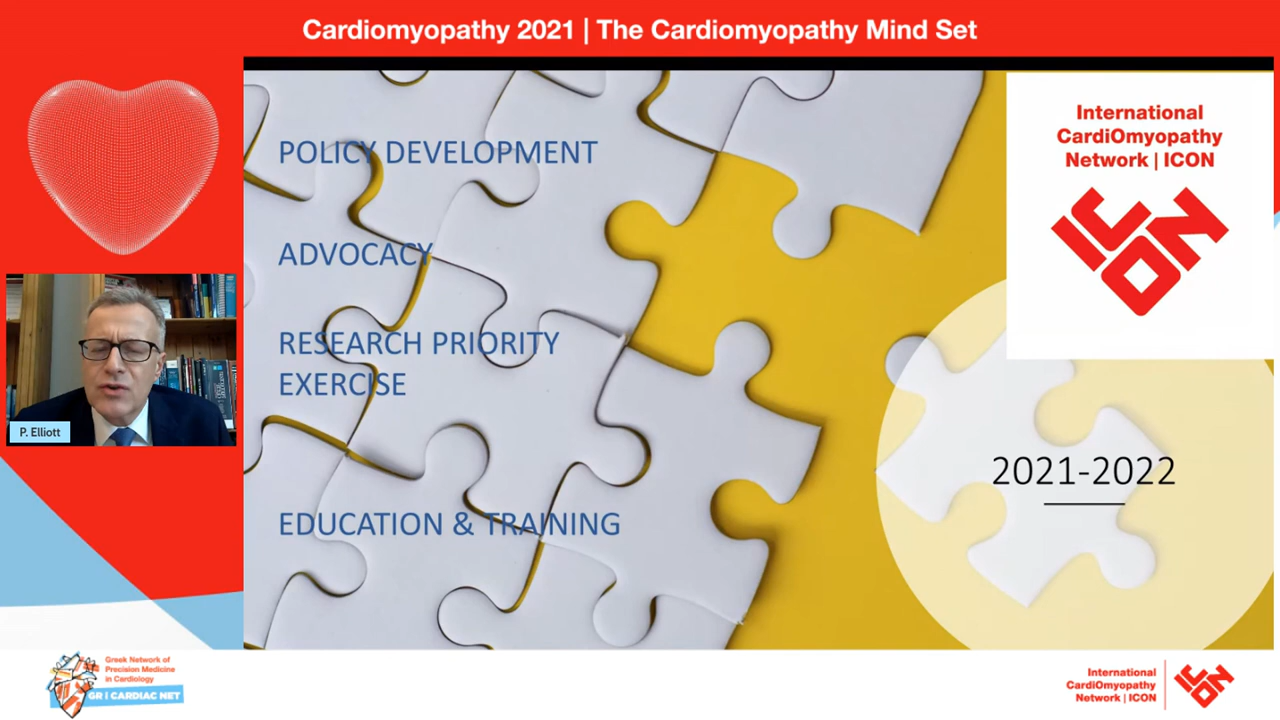 Cardiomyopathy 2021 | The Cardiomyopathy Mind Set
POLICY DEVELOPMENT
ADVOCACY
RESEARCH PRIORITY
EXERCISE
EDUCATION & TRAINING
International
CardiOmyopathy
Network | ICON
ICON
2021-2022
P. Elliott
Greek Network of
Precision Medicine
in Cardiology
GR | CARDIAC NET
International
CardiOmyopathy
Network | ICON
ICON